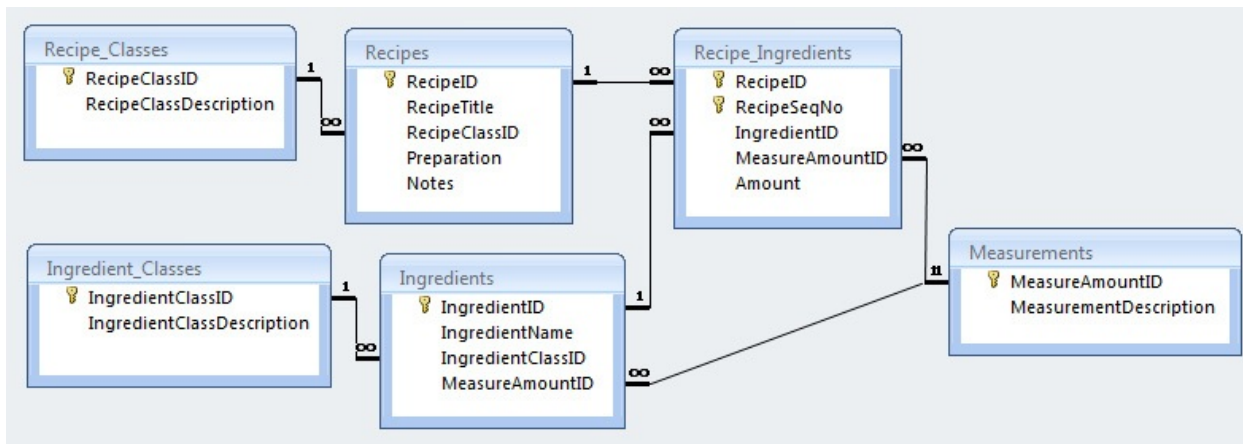 Recipe_Classes
RecipeClassID
RecipeClassDescription
1
∞
Recipes
RecipeID
RecipeTitle
RecipeClassID
Preparation
Notes
1
∞
∞
Recipe_Ingredients
RecipeID
RecipeSeqNo
IngredientID
MeasureAmountID
Amount
∞
Ingredient_Classes
IngredientClassID
IngredientClassDescription
1
∞
Ingredients
IngredientID
IngredientName
IngredientClassID
MeasureAmountID
1
∞
11
Measurements
MeasureAmountID
MeasurementDescription